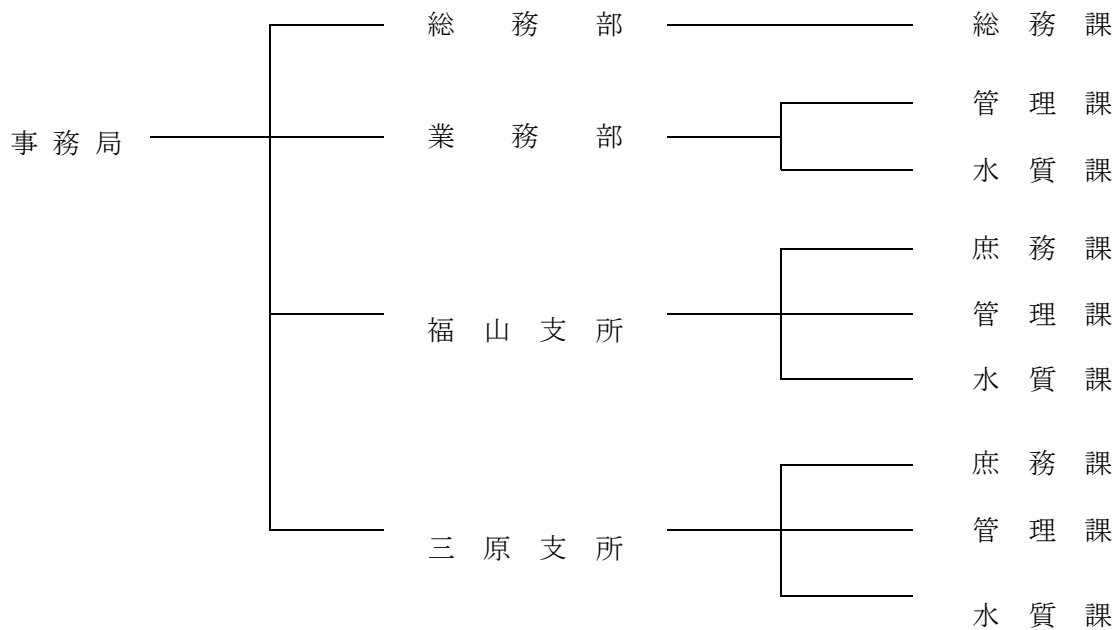 総務部 総務課
管理課
事務局 業務部
水質課
庶務課
福山支所 管理課
水質課
庶務課
三原支所 管理課
水質課